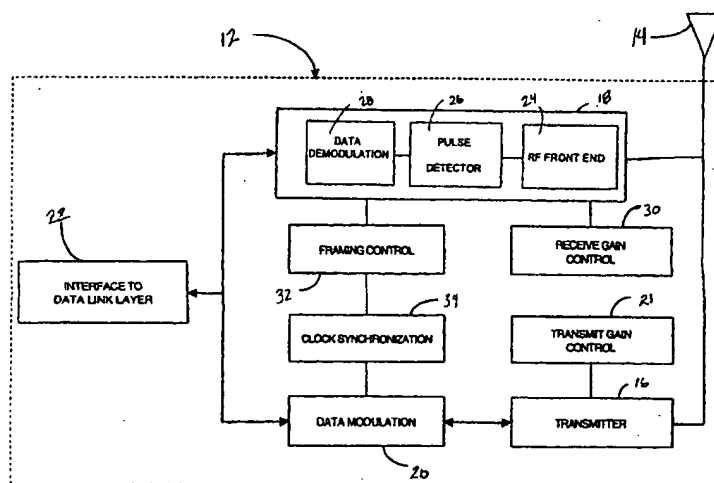 12
14
28
26
24
18
DATA
DEMODULATION
PULSE
DETECTOR
RF FRONT END
29
30
INTERFACE TO
DATA LINK LAYER
FRAMING CONTROL
32
RECEIVE GAIN
CONTROL
34
21
CLOCK SYNCHRONIZATION
TRANSMIT GAIN
CONTROL
16
DATA MODULATION
TRANSMITTER
20